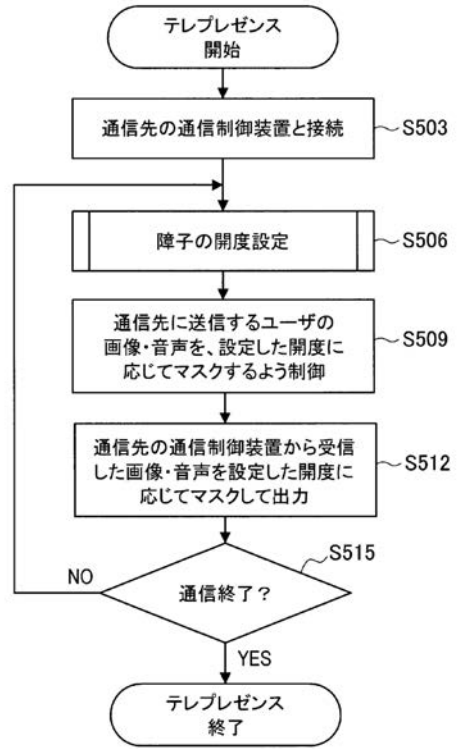 テレプレゼンス
開始
通信先の通信制御装置と接続
S503
障子の開度設定
S506
通信先に送信するユーザの
画像・音声を、設定した開度に
応じてマスクするよう制御
S509
通信先の通信制御装置から受信
した画像・音声を設定した開度に
応じてマスクして出力
S512
S515
通信終了？
NO
YES
テレプレゼンス
終了